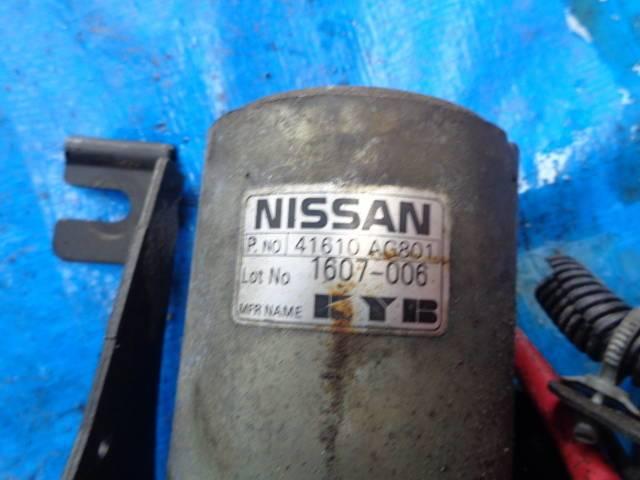 NISSAN
P. NO 41610 AG801
Lot No 1607-006
MFR NAME KYB